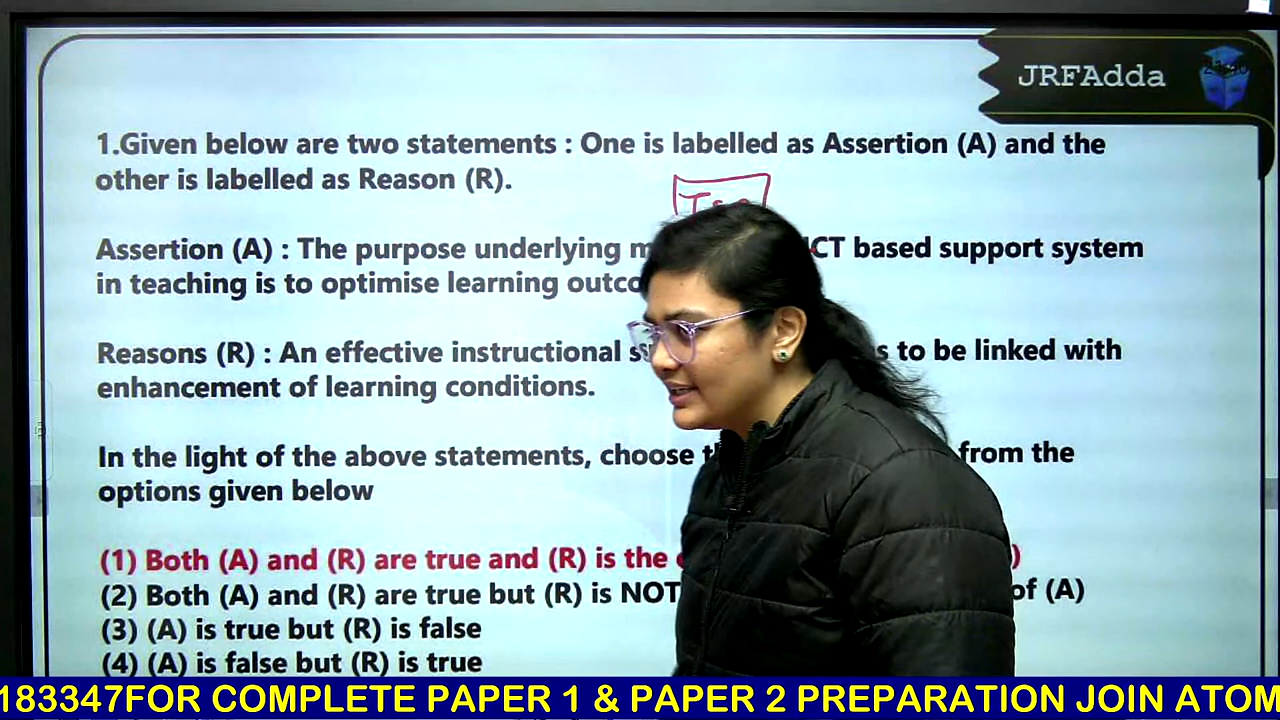 JRFAdda
1.Given below are two statements : One is labelled as Assertion (A) and the
other is labelled as Reason (R).
Assertion (A) : The purpose underlying CT based support system
in teaching is to optimise learning
Reasons (R) : An effective instructional to be linked with
enhancement of learning conditions.
In the light of the above statements, choose from the
options given below
(1) Both (A) and (R) are true and (R) is the )
(2) Both (A) and (R) are true but (R) is NOT of (A)
(3) (A) is true but (R) is false
(4) (A) is false but (R) is true
183347FOR COMPLETE PAPER 1 & PAPER 2 PREPARATION JOIN ATOM